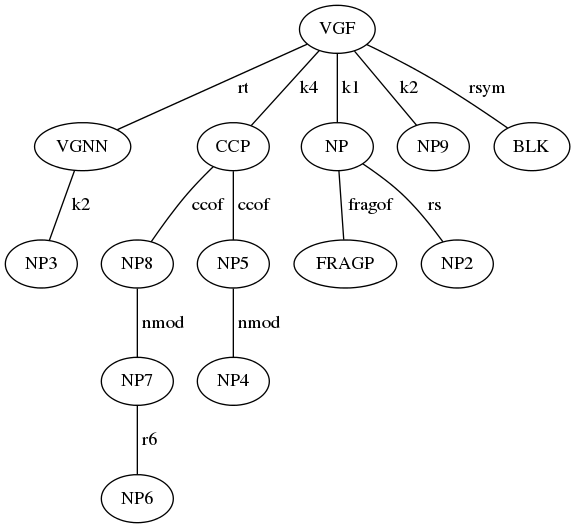 VGF
rt k4 k1 k2 rsym
VGNN CCP NP NP9 BLK
k2 ccof ccof fragof rs
NP3 NP8 NP5 FRAGP NP2
nmod nmod
NP7 NP4
r6
NP6